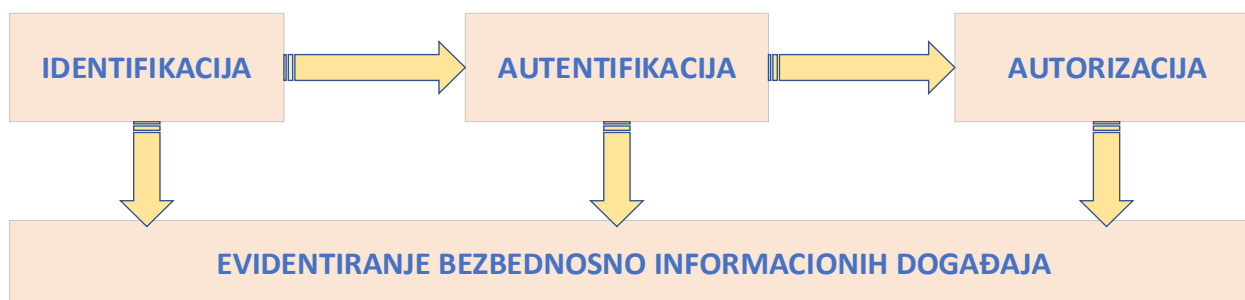 IDENTIFIKACIJA
AUTENTIFIKACIJA
AUTORIZACIJA
EVIDENTIRANJE BEZBEDNOSNO INFORMACIONIH DOGAĐAJA